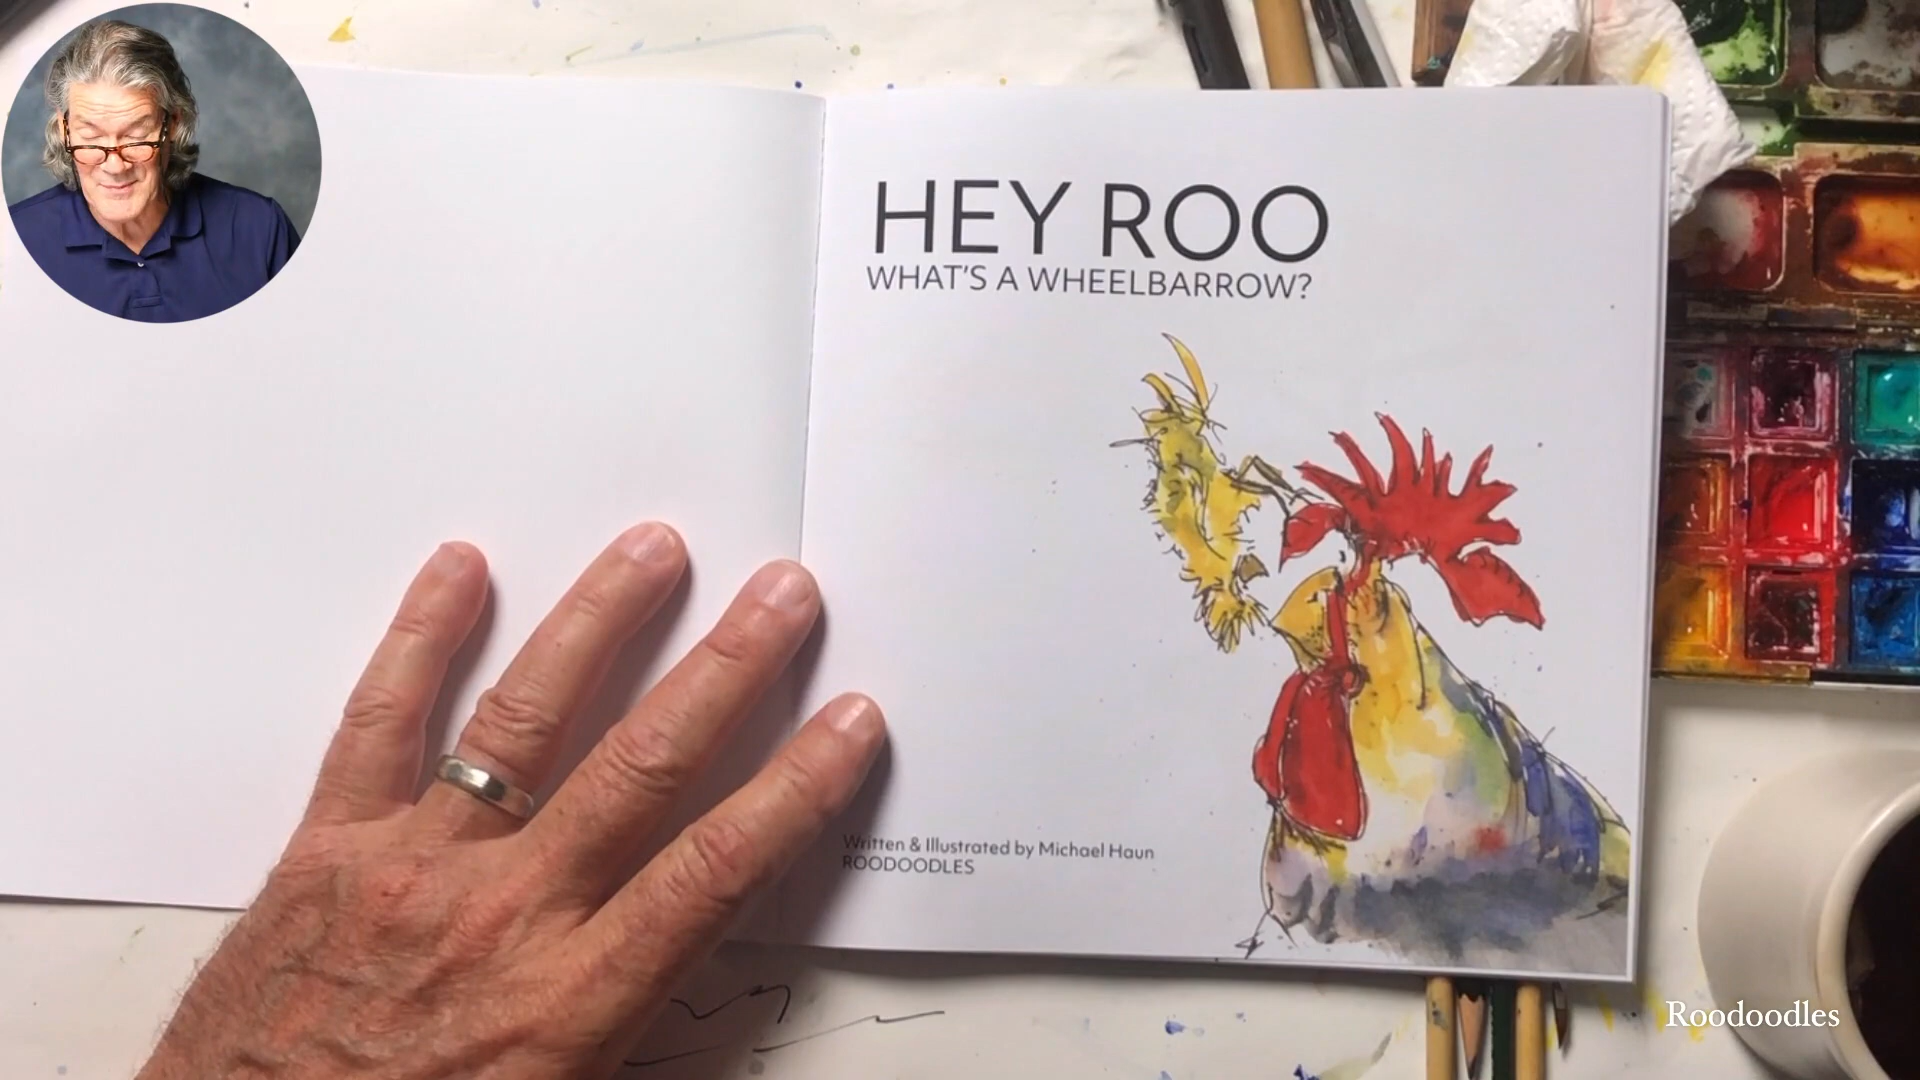 HEY ROO
WHAT'S A WHEELBARROW?
Written & Illustrated by Michael Haun
ROODOODLES
Roodoodles